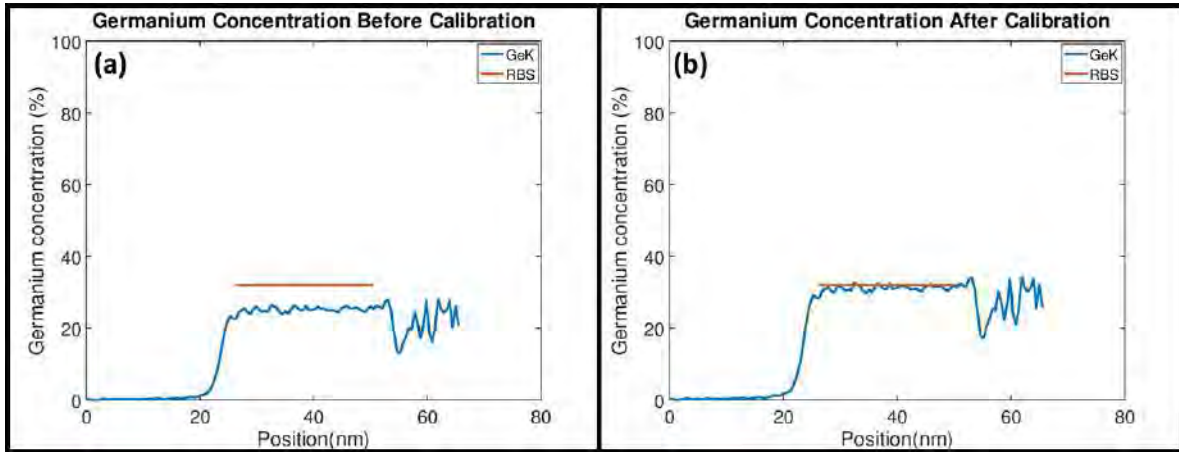 Germanium Concentration Before Calibration
(a)
GeK
RBS
100
80
60
40
20
0
Germanium concentration (%)
0 20 40 60 80
Position(nm)
Germanium Concentration After Calibration
(b)
GeK
RBS
100
80
60
40
20
0
Germanium concentration (%)
0 20 40 60 80
Position(nm)